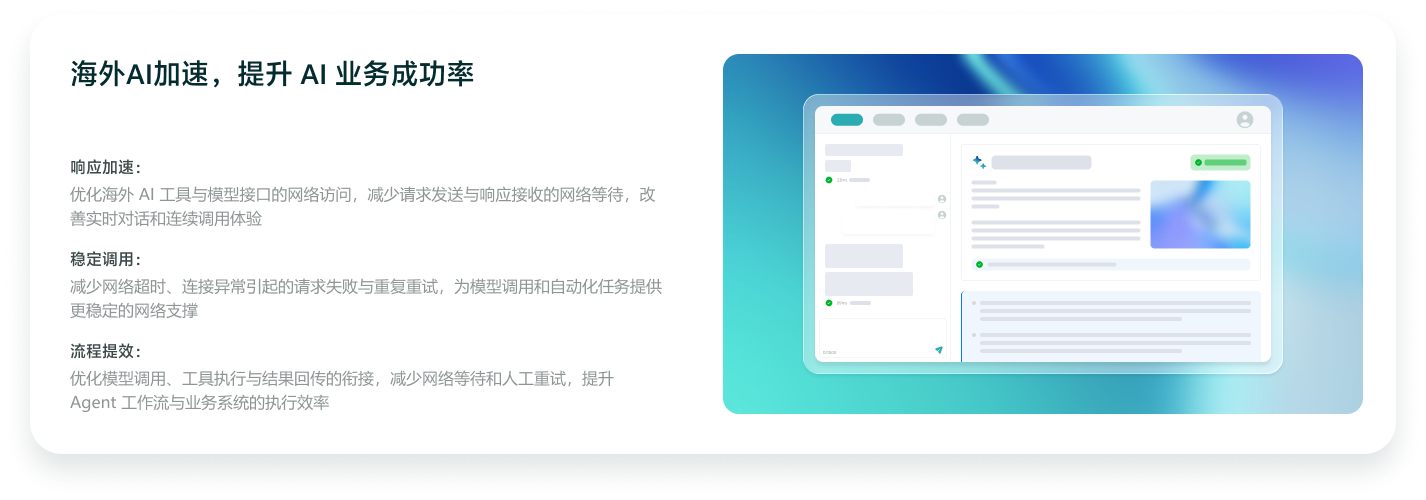 海外AI加速，提升 AI 业务成功率
响应加速：
优化海外 AI 工具与模型接口的网络访问，减少请求发送与响应接收的网络等待，改
善实时对话和连续调用体验
稳定调用：
减少网络超时、连接异常引起的请求失败与重复重试，为模型调用和自动化任务提供
更稳定的网络支撑
流程提效：
优化模型调用、工具执行与结果回传的衔接，减少网络等待和人工重试，提升
Agent 工作流与业务系统的执行效率